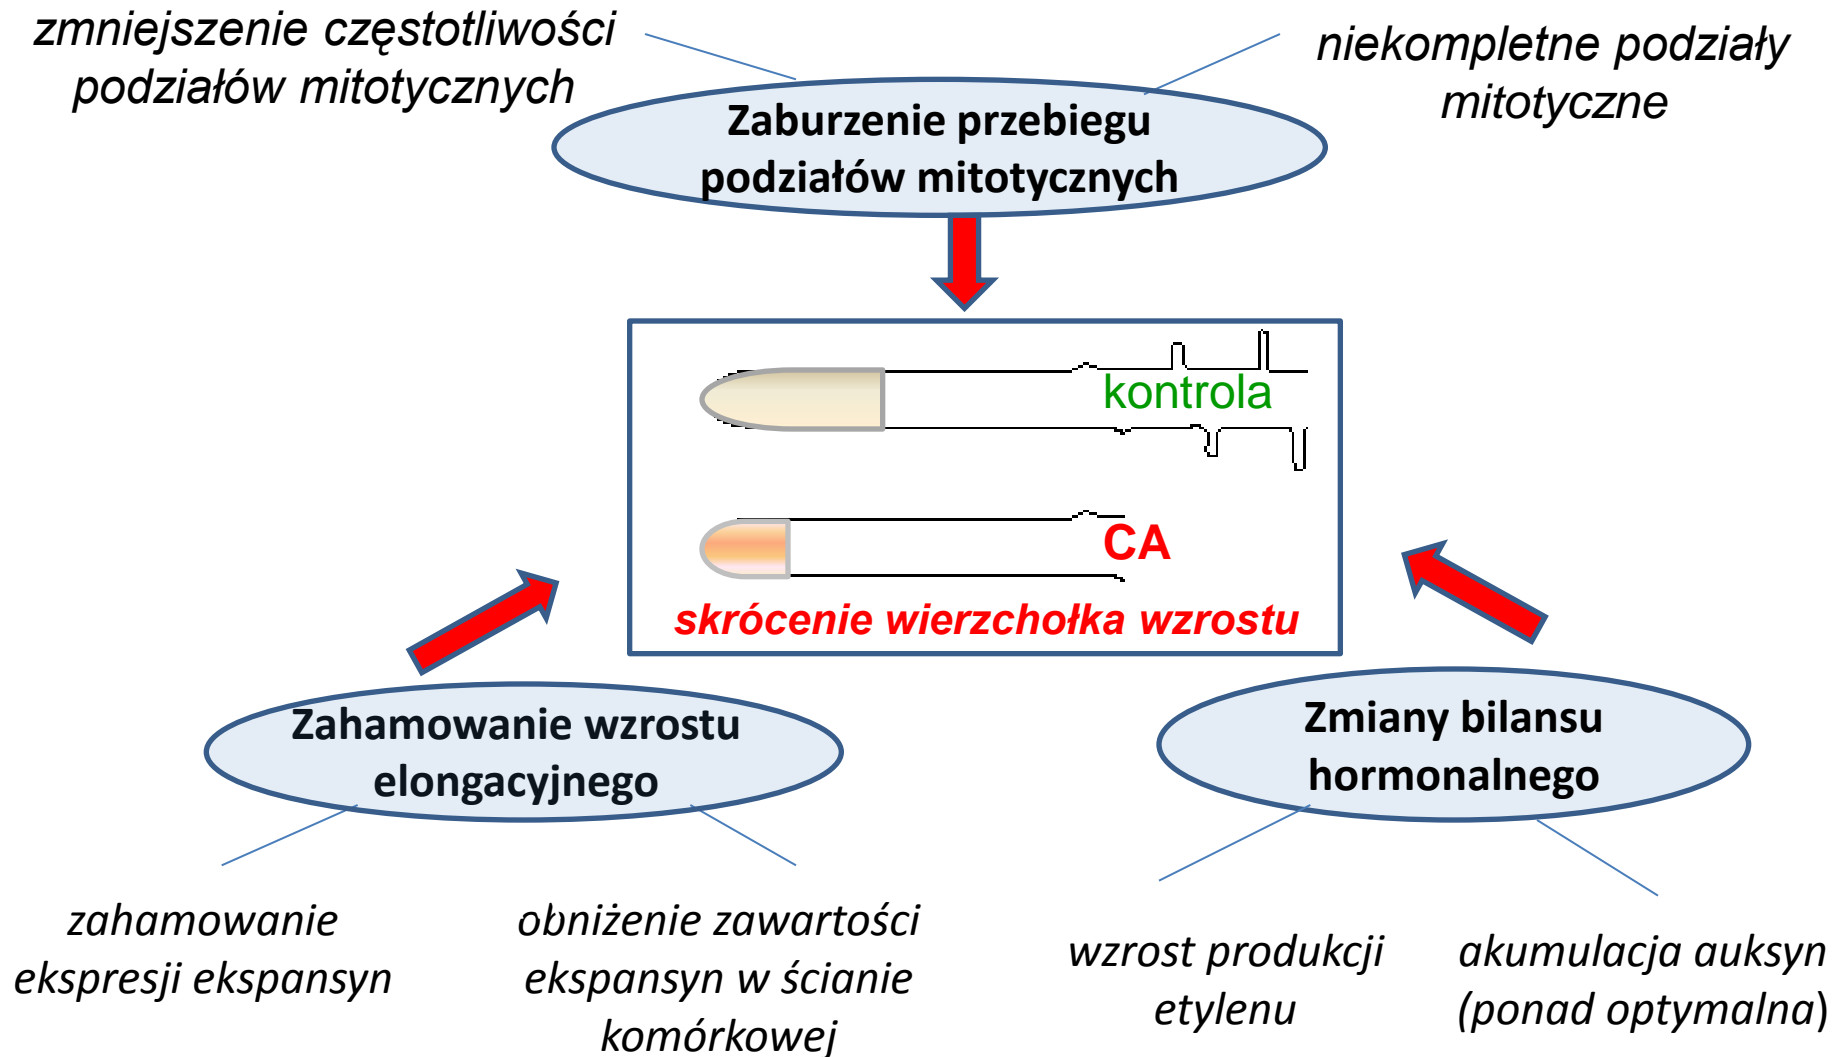 zmniejszenie częstotliwości
podziałów mitotycznych
niekompletne podziały
mitotyczne
Zaburzenie przebiegu
podziałów mitotycznych
kontrola
CA
skrócenie wierzchołka wzrostu
Zahamowanie wzrostu
elongacyjnego
Zmiany bilansu
hormonalnego
zahamowanie
ekspresji ekspansyn
obniżenie zawartości
ekspansyn w ścianie
komórkowej
wzrost produkcji
etylenu
akumulacja auksyn
(ponad optymalna)